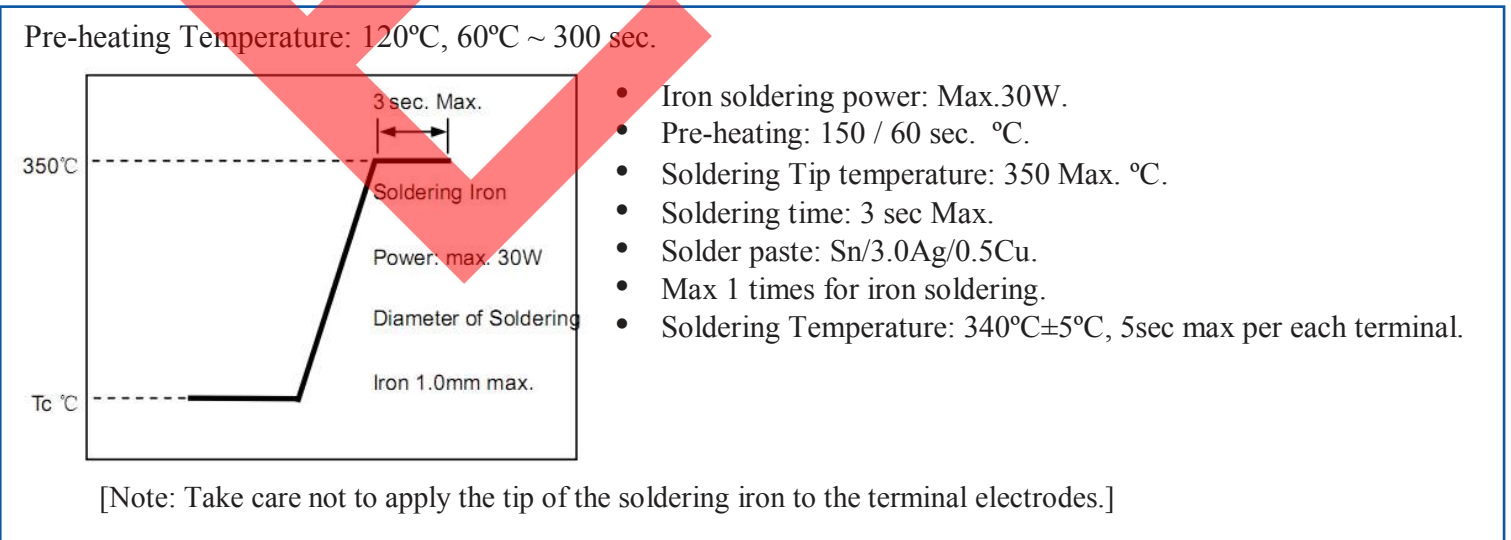 Pre-heating Temperature: 120ºC, 60ºC ~ 300 sec.
3 sec. Max.
350℃
Soldering Iron
Power: max. 30W
Diameter of Soldering
Iron 1.0mm max.
Tc ℃
• Iron soldering power: Max.30W.
• Pre-heating: 150 / 60 sec. ºC.
• Soldering Tip temperature: 350 Max. ºC.
• Soldering time: 3 sec Max.
• Solder paste: Sn/3.0Ag/0.5Cu.
• Max 1 times for iron soldering.
• Soldering Temperature: 340ºC±5ºC, 5sec max per each terminal.
[Note: Take care not to apply the tip of the soldering iron to the terminal electrodes.]